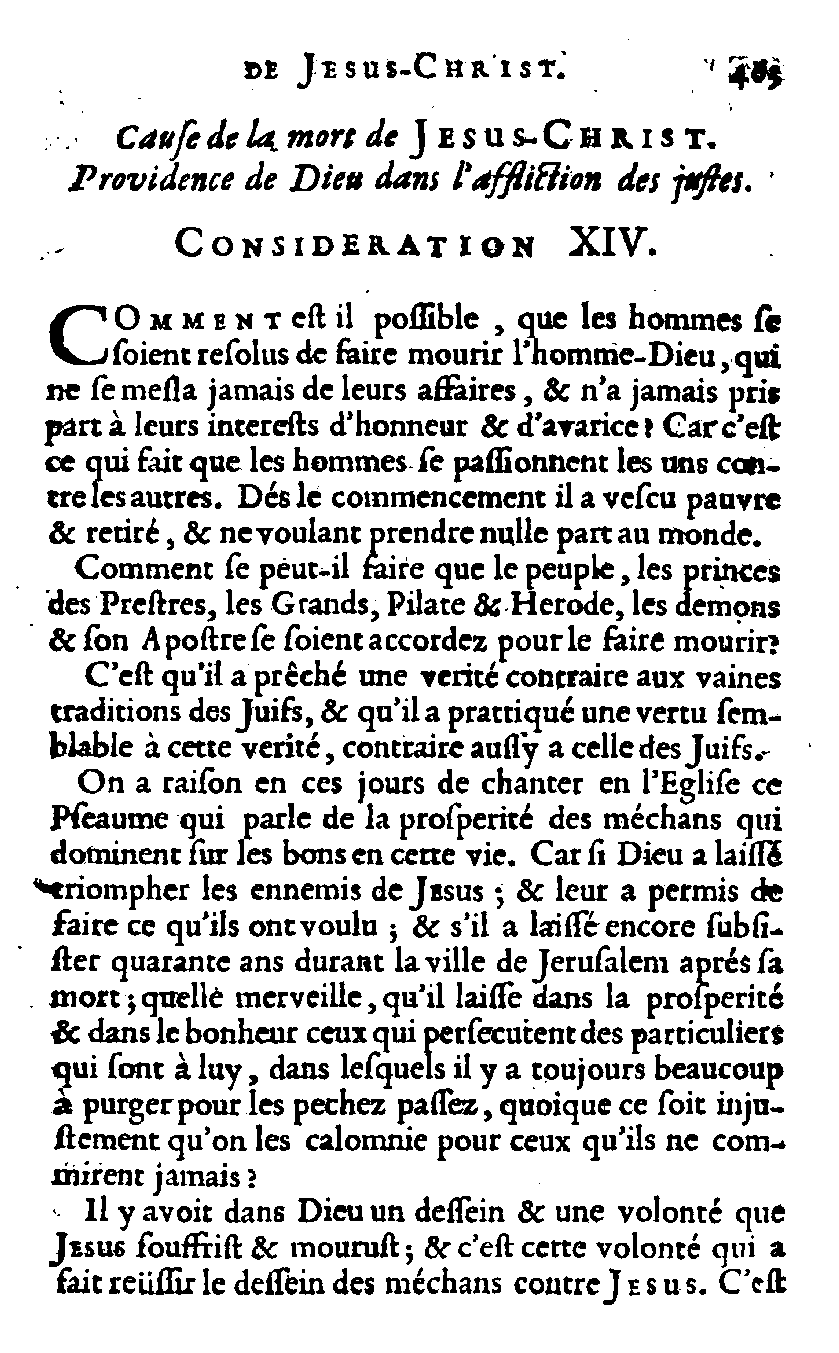 DE JESUS-CHRIST. 465
Cauſe de la mort de JESUS-CHRIST.
Providence de Dieu dans l'affliction des juſtes.
CONSIDERATION XIV.
COMMENT eſt il poſſible, que les hommes ſe
ſoient reſolus de faire mourir l'homme-Dieu, qui
ne ſe meſla jamais de leurs affaires, & n'a jamais pris
part à leurs intereſts d'honneur & d'avarice? Car c'eſt
ce qui fait que les hommes ſe paſſionnent les uns con-
tre les autres. Dés le commencement il a veſcu pauvre
& retiré, & ne voulant prendre nulle part au monde.
Comment ſe peut-il faire que le peuple, les princes
des Preſtres, les Grands, Pilate & Herode, les demons
& ſon Apoſtre ſe ſoient accordez pour le faire mourir?
C'eſt qu'il a prêché une verité contraire aux vaines
traditions des Juifs, & qu'il a prattiqué une vertu ſem-
blable à cette verité, contraire auſſy a celle des Juifs.
On a raiſon en ces jours de chanter en l'Egliſe ce
Pſeaume qui parle de la proſperité des méchans qui
dominent ſur les bons en cette vie. Car ſi Dieu a laiſſé
triompher les ennemis de JESUS; & leur a permis de
faire ce qu'ils ont voulu; & s'il a laiſſé encore ſubſi-
ſter quarante ans durant la ville de Jeruſalem aprés ſa
mort; quelle merveille, qu'il laiſſe dans la proſperité
& dans le bonheur ceux qui perſecutent des particuliers
qui ſont à luy, dans leſquels il y a toujours beaucoup
à purger pour les pechez paſſez, quoique ce ſoit inju-
ſtement qu'on les calomnie pour ceux qu'ils ne com-
mirent jamais?
Il y avoit dans Dieu un deſſein & une volonté que
JESUS ſouffriſt & mouruſt; & c'eſt cette volonté qui a
fait reüſſir le deſſein des méchans contre JESUS. C'eſt